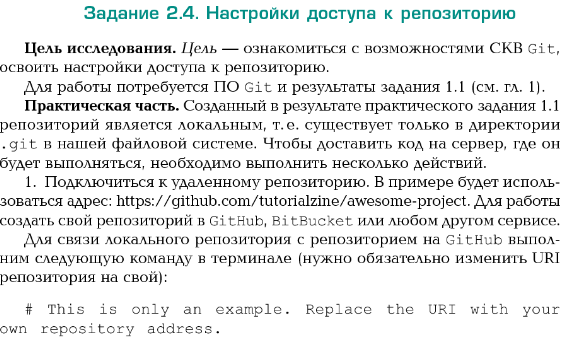 Задание 2.4. Настройки доступа к репозиторию
Цель исследования. Цель — ознакомиться с возможностями СКВ Git,
освоить настройки доступа к репозиторию.
Для работы потребуется ПО Git и результаты задания 1.1 (см. гл. 1).
Практическая часть. Созданный в результате практического задания 1.1
репозиторий является локальным, т. е. существует только в директории
.git в нашей файловой системе. Чтобы доставить код на сервер, где он
будет выполняться, необходимо выполнить несколько действий.
1. Подключиться к удаленному репозиторию. В примере будет исполь-
зоваться адрес: https://github.com/tutorialzine/awesome-project. Для работы
создать свой репозиторий в GitHub, BitBucket или любом другом сервисе.
Для связи локального репозитория с репозиторием на GitHub выпол-
ним следующую команду в терминале (нужно обязательно изменить URI
репозитория на свой):
# This is only an example. Replace the URI with your
own repository address.